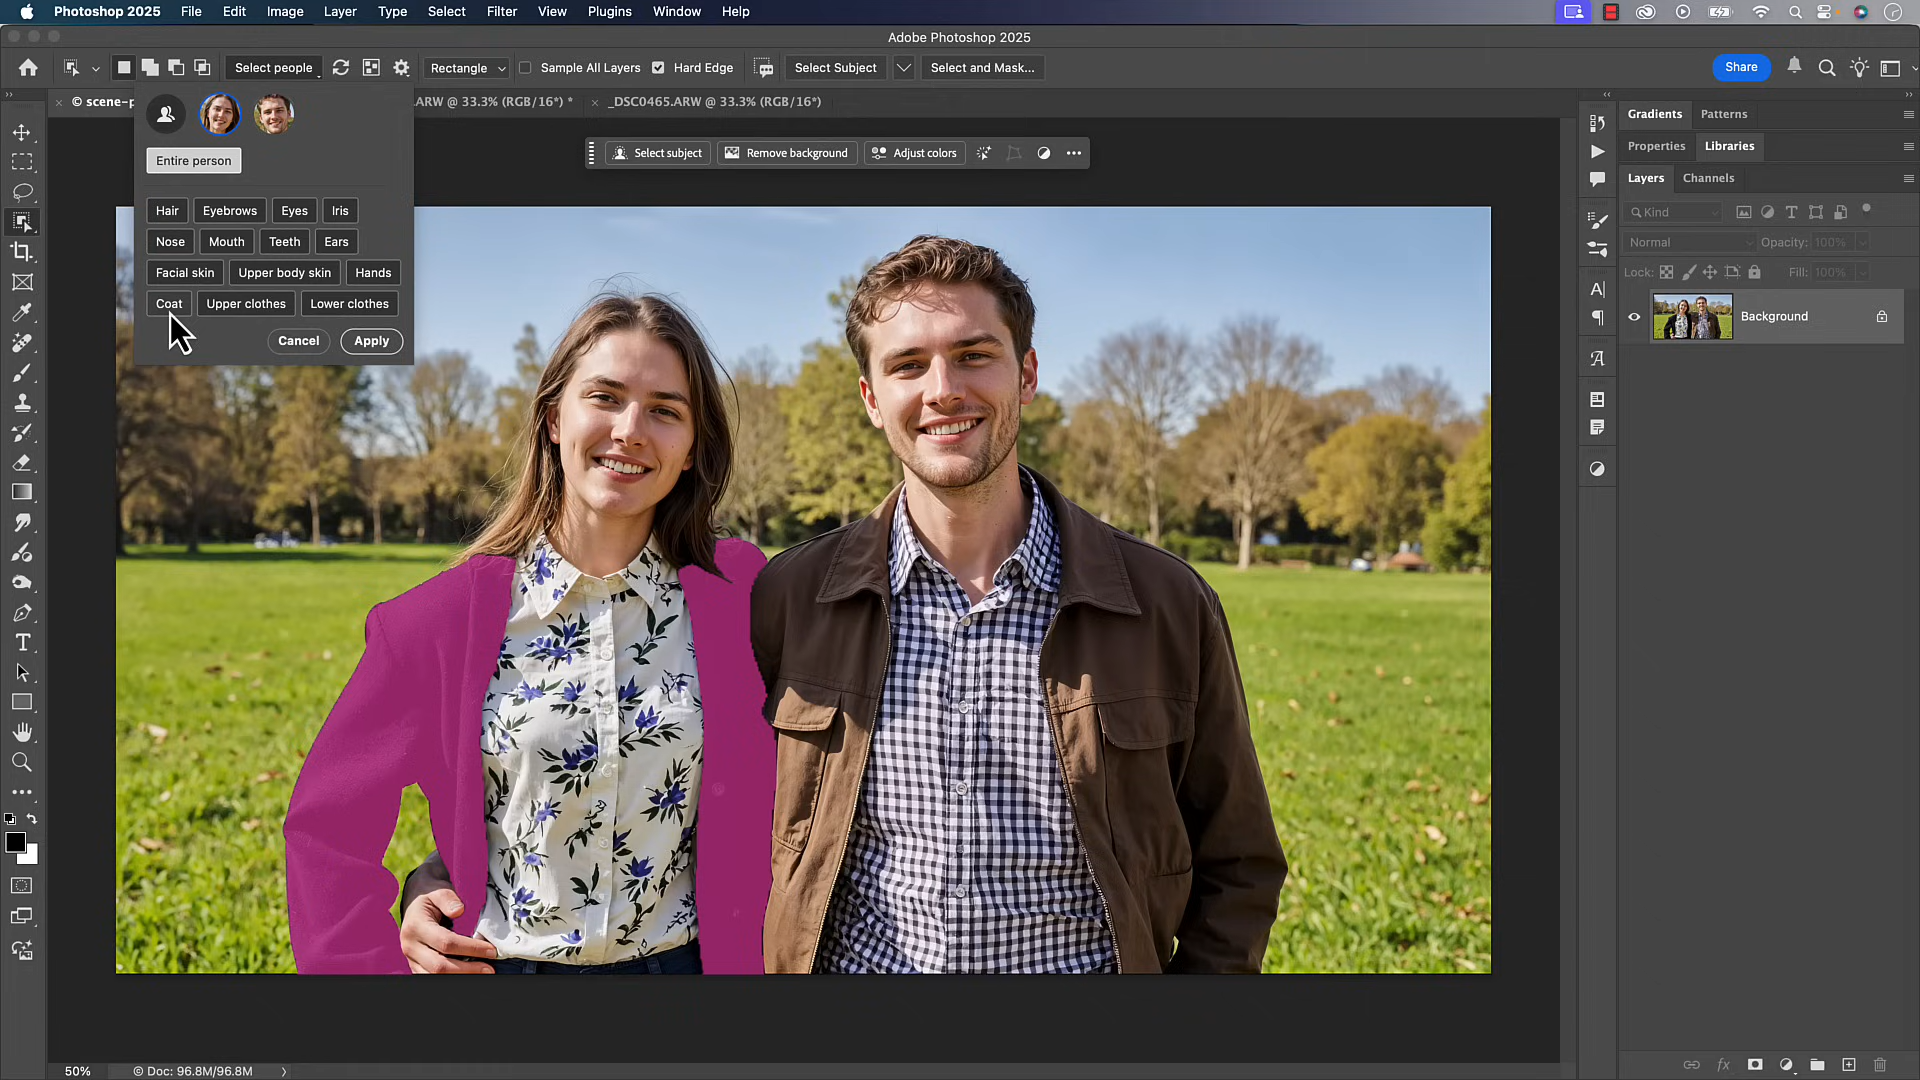 Photoshop 2025 File Edit Image Layer Type Select Filter View Plugins Window Help
Adobe Photoshop 2025
Select people Rectangle Sample All Layers Hard Edge Select Subject Select and Mask... Share
© scene-p .ARW @ 33.3% (RGB/16*) * _DSC0465.ARW @ 33.3% (RGB/16*)
Gradients Patterns
Entire person
Select subject Remove background Adjust colors
Properties Libraries
Layers Channels
Hair Eyebrows Eyes Iris
Kind
Nose Mouth Teeth Ears
Normal Opacity: 100%
Facial skin Upper body skin Hands
Lock: Fill: 100%
Coat Upper clothes Lower clothes
Background
Cancel Apply
50% © Doc: 96.8M/96.8M